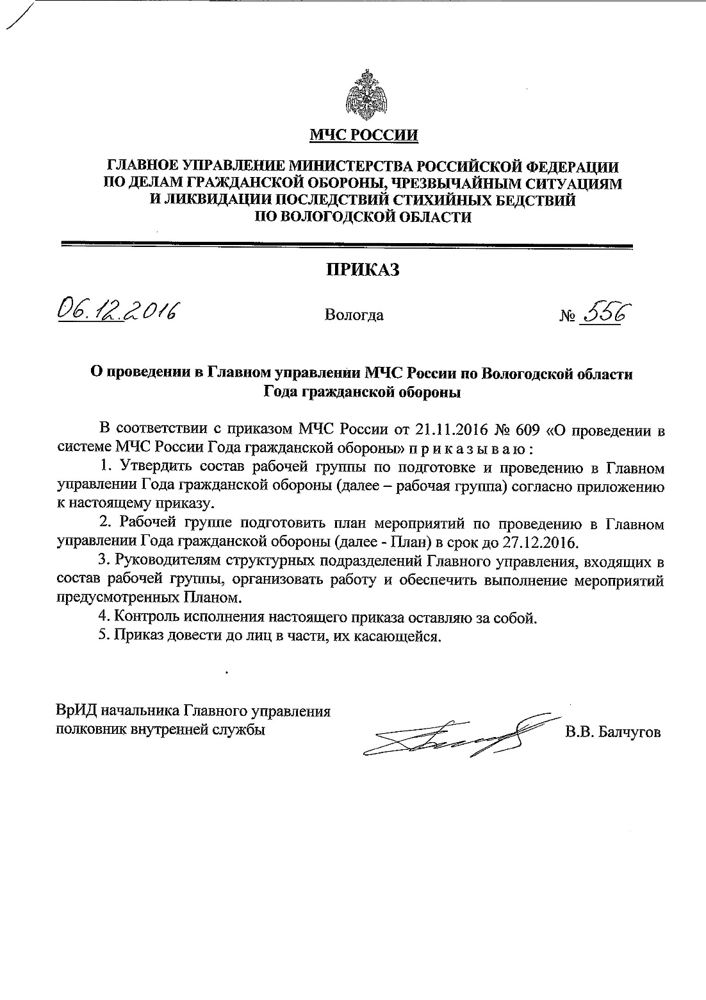 МЧС РОССИИ
ГЛАВНОЕ УПРАВЛЕНИЕ МИНИСТЕРСТВА РОССИЙСКОЙ ФЕДЕРАЦИИ
ПО ДЕЛАМ ГРАЖДАНСКОЙ ОБОРОНЫ, ЧРЕЗВЫЧАЙНЫМ СИТУАЦИЯМ
И ЛИКВИДАЦИИ ПОСЛЕДСТВИЙ СТИХИЙНЫХ БЕДСТВИЙ
ПО ВОЛОГОДСКОЙ ОБЛАСТИ
ПРИКАЗ
06.12.2016 Вологда № 556
О проведении в Главном управлении МЧС России по Вологодской области
Года гражданской обороны
В соответствии с приказом МЧС России от 21.11.2016 № 609 «О проведении в
системе МЧС России Года гражданской обороны» п р и к а з ы в а ю :
1. Утвердить состав рабочей группы по подготовке и проведению в Главном
управлении Года гражданской обороны (далее – рабочая группа) согласно приложению
к настоящему приказу.
2. Рабочей группе подготовить план мероприятий по проведению в Главном
управлении Года гражданской обороны (далее - План) в срок до 27.12.2016.
3. Руководителям структурных подразделений Главного управления, входящих в
состав рабочей группы, организовать работу и обеспечить выполнение мероприятий
предусмотренных Планом.
4. Контроль исполнения настоящего приказа оставляю за собой.
5. Приказ довести до лиц в части, их касающейся.
ВрИД начальника Главного управления
полковник внутренней службы В.В. Балчугов